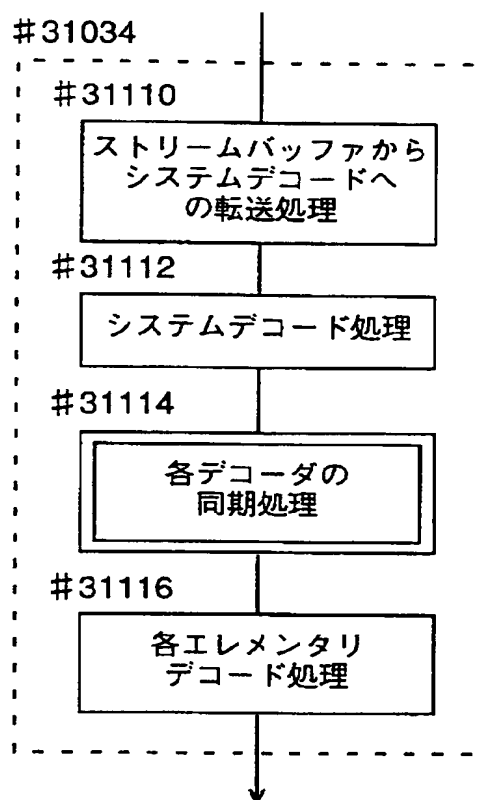 #31034
#31110
ストリームバッファから
システムデコードへ
の転送処理
#31112
システムデコード処理
#31114
各デコーダの
同期処理
#31116
各エレメンタリ
デコード処理